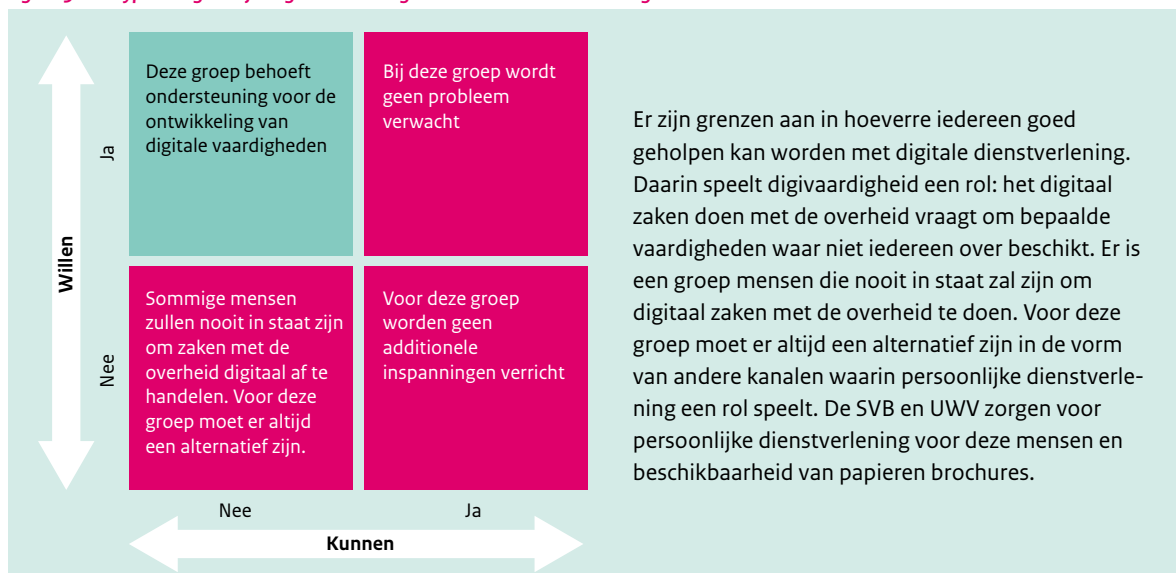 Ja
Willen
Nee
Deze groep behoeft
ondersteuning voor de
ontwikkeling van
digitale vaardigheden
Bij deze groep wordt
geen probleem
verwacht
Sommige mensen
zullen nooit in staat zijn
om zaken met de
overheid digitaal af te
handelen. Voor deze
groep moet er altijd
een alternatief zijn.
Voor deze groep
worden geen
additionele
inspanningen verricht
Nee
Ja
Kunnen
Er zijn grenzen aan in hoeverre iedereen goed
geholpen kan worden met digitale dienstverlening.
Daarin speelt digivaardigheid een rol: het digitaal
zaken doen met de overheid vraagt om bepaalde
vaardigheden waar niet iedereen over beschikt. Er is
een groep mensen die nooit in staat zal zijn om
digitaal zaken met de overheid te doen. Voor deze
groep moet er altijd een alternatief zijn in de vorm
van andere kanalen waarin persoonlijke dienstverle-
ning een rol speelt. De SVB en UWV zorgen voor
persoonlijke dienstverlening voor deze mensen en
beschikbaarheid van papieren brochures.